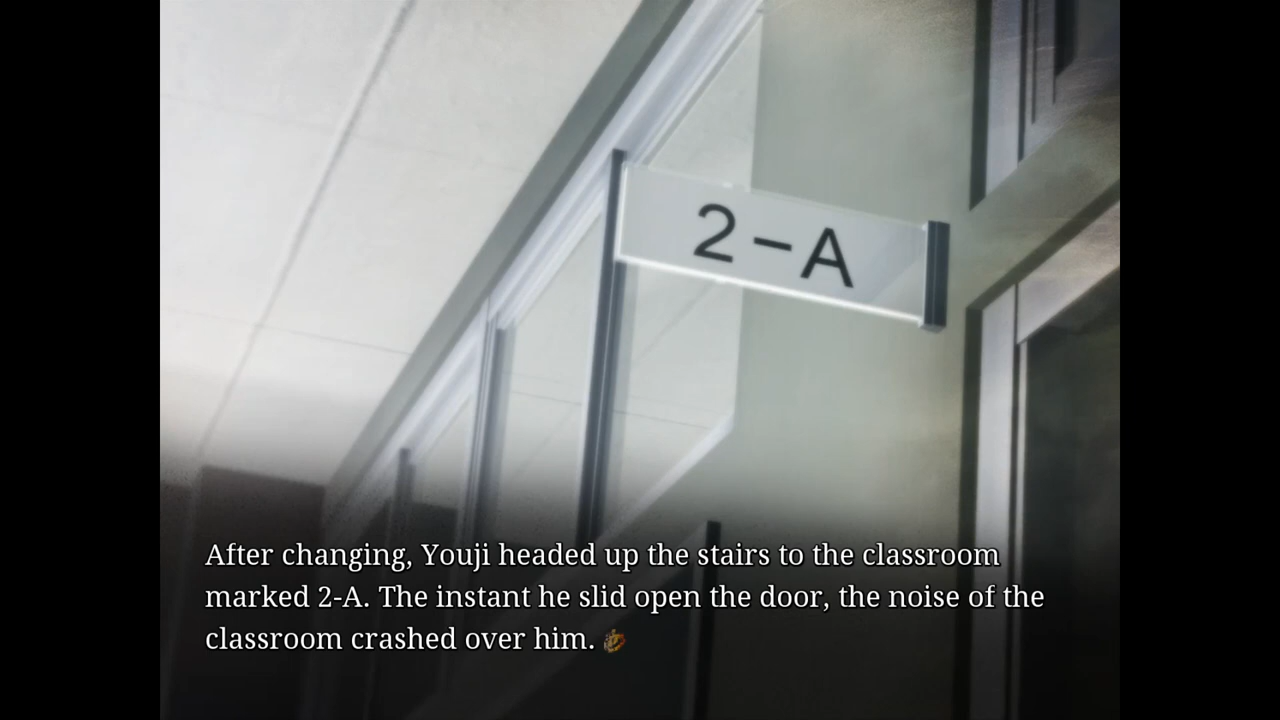 2-A
After changing, Youji headed up the stairs to the classroom
marked 2-A. The instant he slid open the door, the noise of the
classroom crashed over him.